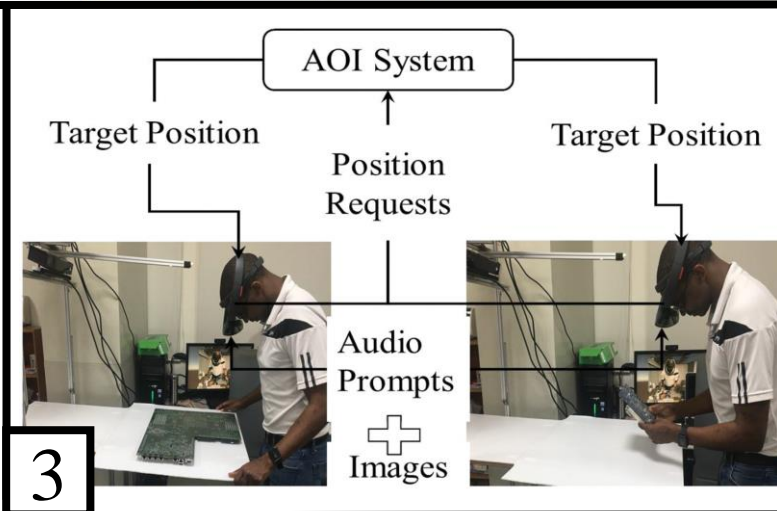 AOI System
Target Position
Target Position
Position
Requests
Audio
Prompts
Images
3